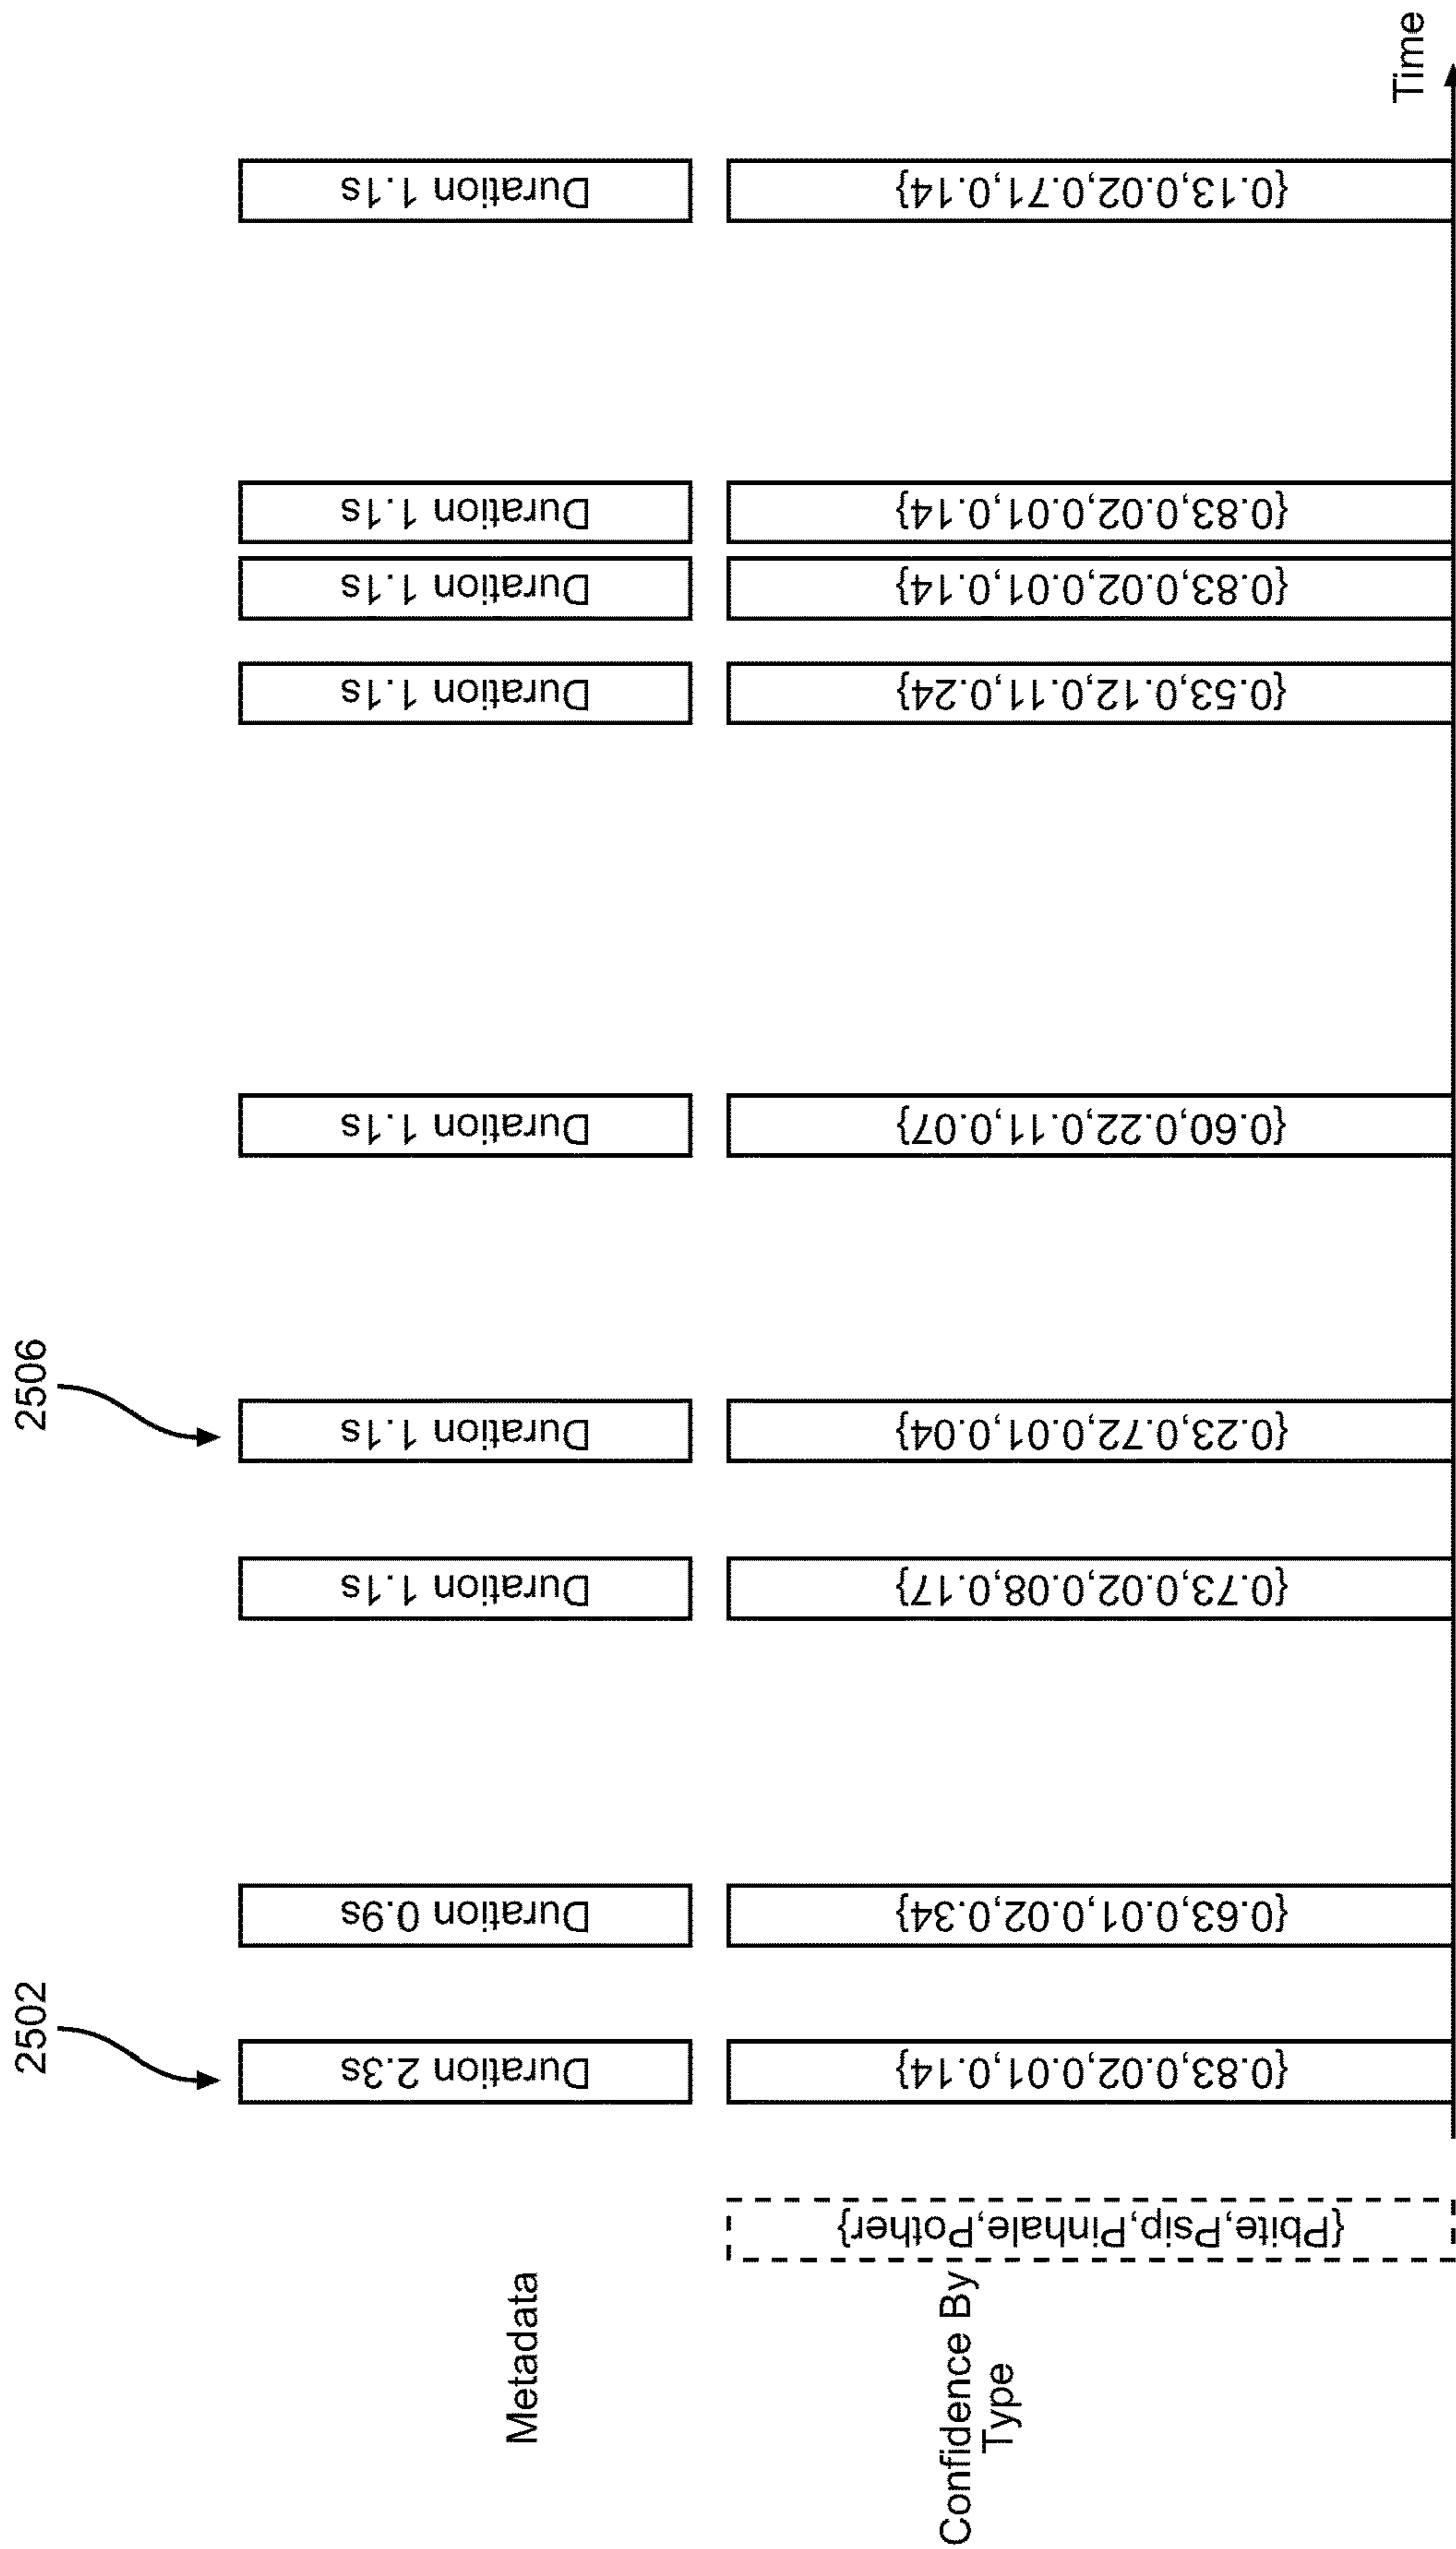 2502
2506
Metadata
Duration 2.3s
Duration 0.9s
Duration 1.1s
Duration 1.1s
Duration 1.1s
Duration 1.1s
Duration 1.1s
Duration 1.1s
Duration 1.1s
Confidence By
Type
{Pbite,Psip,Pinhale,Pother}
{0.83,0.02,0.01,0.14}
{0.63,0.01,0.02,0.34}
{0.73,0.02,0.08,0.17}
{0.23,0.72,0.01,0.04}
{0.60,0.22,0.11,0.07}
{0.53,0.12,0.11,0.24}
{0.83,0.02,0.01,0.14}
{0.83,0.02,0.01,0.14}
{0.13,0.02,0.71,0.14}
Time